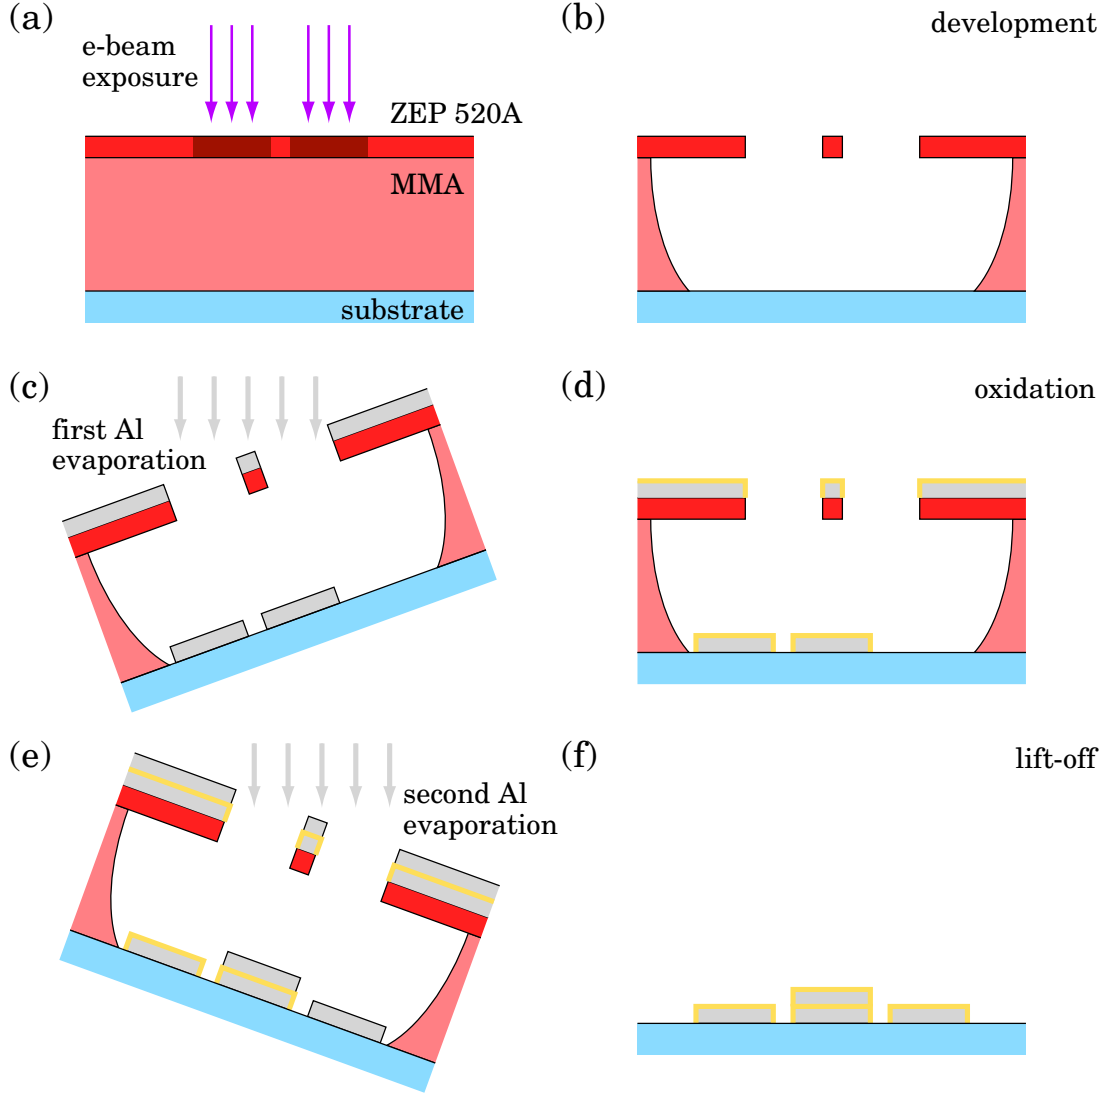 (a)
e-beam
exposure
ZEP 520A
MMA
substrate
(b)
development
(c)
first Al
evaporation
(d)
oxidation
(e)
second Al
evaporation
(f)
lift-off